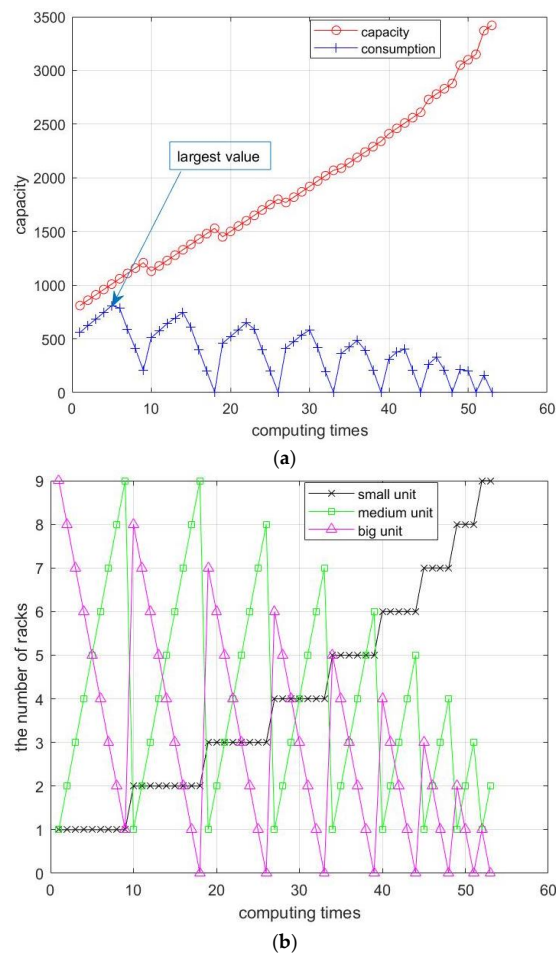 3500
capacity
consumption
3000
2500
largest value
2000
capacity
1500
1000
500
0
0 10 20 30 40 50 60
computing times
(a)
9
small unit
medium unit
big unit
8
7
6
the number of racks
5
4
3
2
1
0
0 10 20 30 40 50 60
computing times
(b)